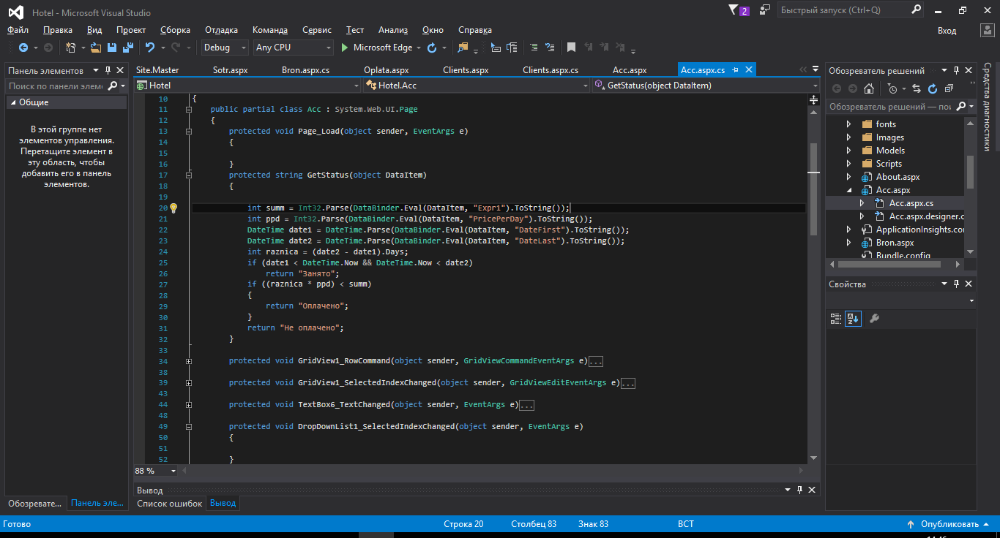 Hotel - Microsoft Visual Studio
2
Быстрый запуск (Ctrl+Q)
Файл Правка Вид Проект Сборка Отладка Команда Сервис Тест Анализ Окно Справка
Вход
Debug Any CPU Microsoft Edge
Панель элементов
Поиск по панели элеме
Общие
В этой группе нет
элементов управления.
Перетащите элемент в
эту область, чтобы
добавить его в панель
элементов.
Обозревате... Панель эле...
Site.Master Sotr.aspx Bron.aspx.cs Oplata.aspx Clients.aspx Clients.aspx.cs Acc.aspx Acc.aspx.cs
Hotel Hotel.Acc GetStatus(object DataItem)
10 {
11 public partial class Acc : System.Web.UI.Page
12 {
13 protected void Page_Load(object sender, EventArgs e)
14 {
15
16 }
17 protected string GetStatus(object DataItem)
18 {
19
20 int summ = Int32.Parse(DataBinder.Eval(DataItem, "Expr1").ToString());
21 int ppd = Int32.Parse(DataBinder.Eval(DataItem, "PricePerDay").ToString());
22 DateTime date1 = DateTime.Parse(DataBinder.Eval(DataItem, "DateFirst").ToString());
23 DateTime date2 = DateTime.Parse(DataBinder.Eval(DataItem, "DateLast").ToString());
24 int raznica = (date2 - date1).Days;
25 if (date1 < DateTime.Now && DateTime.Now < date2)
26 return "Занято";
27 if ((raznica * ppd) < summ)
28 {
29 return "Оплачено";
30 }
31 return "Не оплачено";
32 }
33
34 protected void GridView1_RowCommand(object sender, GridViewCommandEventArgs e)...
38
39 protected void GridView1_SelectedIndexChanged(object sender, GridViewEditEventArgs e)...
43
44 protected void TextBox6_TextChanged(object sender, EventArgs e)...
48
49 protected void DropDownList1_SelectedIndexChanged(object sender, EventArgs e)
50 {
51
52 }
88 %
Вывод
Список ошибок Вывод
Обозреватель решений
Обозреватель решений — пои
fonts
Images
Models
Scripts
About.aspx
Acc.aspx
Acc.aspx.cs
Acc.aspx.designer.c
ApplicationInsights.con
Bron.aspx
Bundle.config
Свойства
Средства диагностики
Готово Строка 20 Столбец 83 Знак 83 ВСТ Опубликовать